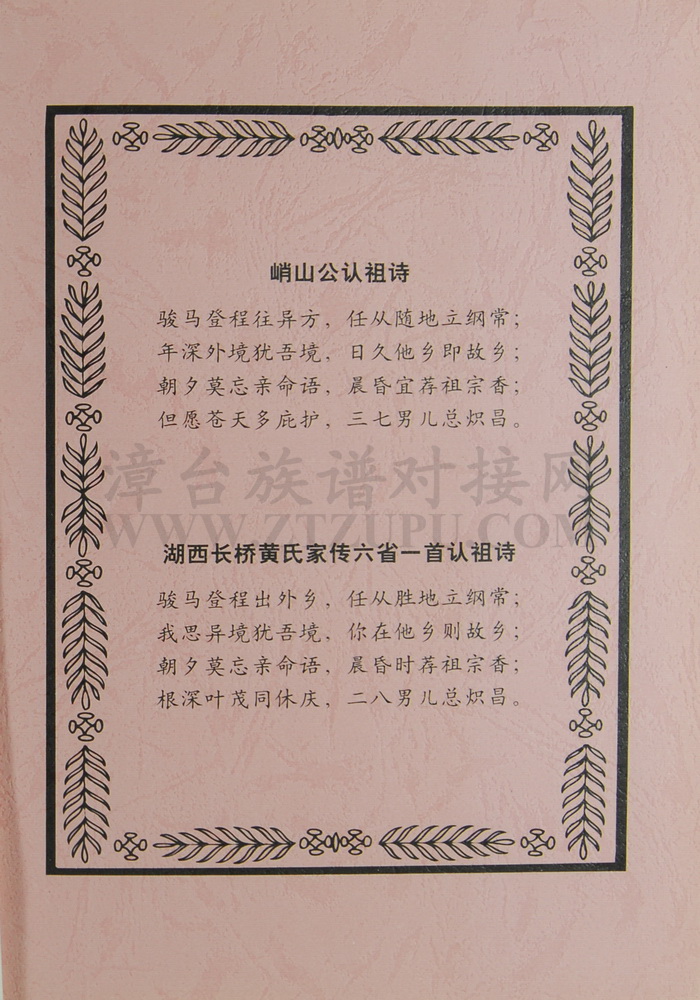 峭山公认祖诗
骏马登程往异方，任从随地立纲常；
年深外境犹吾境，日久他乡即故乡；
朝夕莫忘亲命语，晨昏宜荐祖宗香；
但愿苍天多庇护，三七男儿总炽昌。
漳台族谱对接网
WWW.ZTZUPU.COM
湖西长桥黄氏家传六省一首认祖诗
骏马登程出外乡，任从胜地立纲常；
我思异境犹吾境，你在他乡则故乡；
朝夕莫忘亲命语，晨昏时荐祖宗香；
根深叶茂同休庆，二八男儿总炽昌。